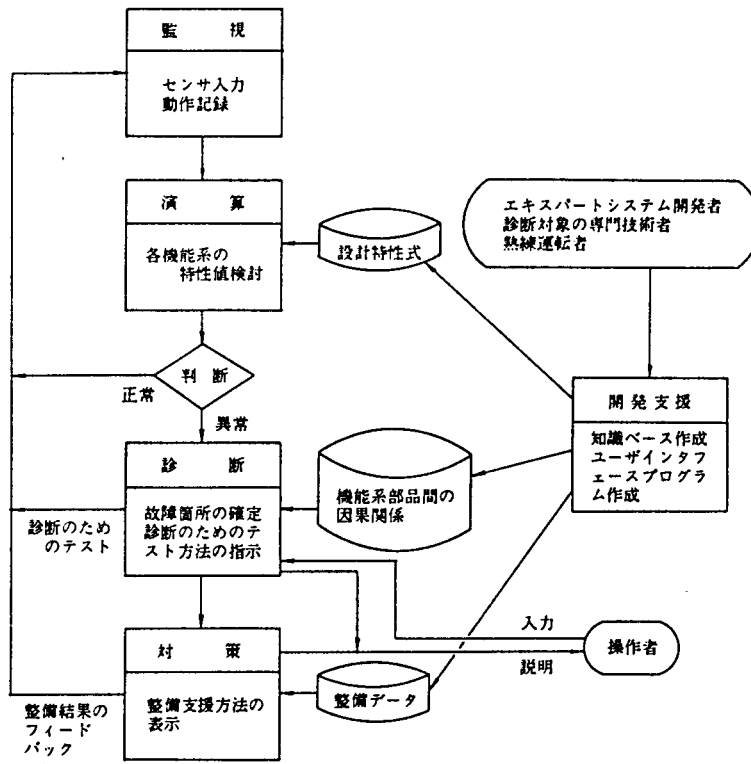 監視
センサ入力
動作記録
演算
各機能系の
特性値検討
設計特性式
エキスパートシステム開発者
診断対象の専門技術者
熟練運転者
判断
正常
異常
開発支援
知識ベース作成
ユーザインタフ
ェースプログラ
ム作成
診断
故障箇所の確定
診断のためのテ
スト方法の指示
機能系部品間の
因果関係
診断のため
のテスト
対策
整備支援方法の
表示
整備データ
入力
説明
操作者
整備結果の
フィード
バック